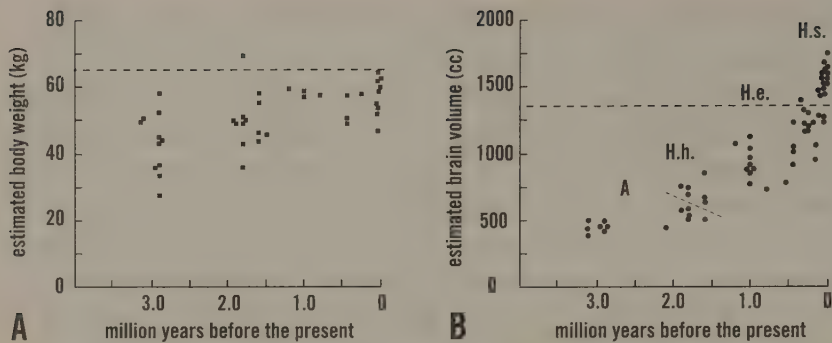 80
60
40
20
0
estimated body weight (kg)
3.0 2.0 1.0 0
A million years before the present
2000
1500
1000
500
0
estimated brain volume (cc)
H.s.
H.e.
H.h.
A
3.0 2.0 1.0 0
B million years before the present